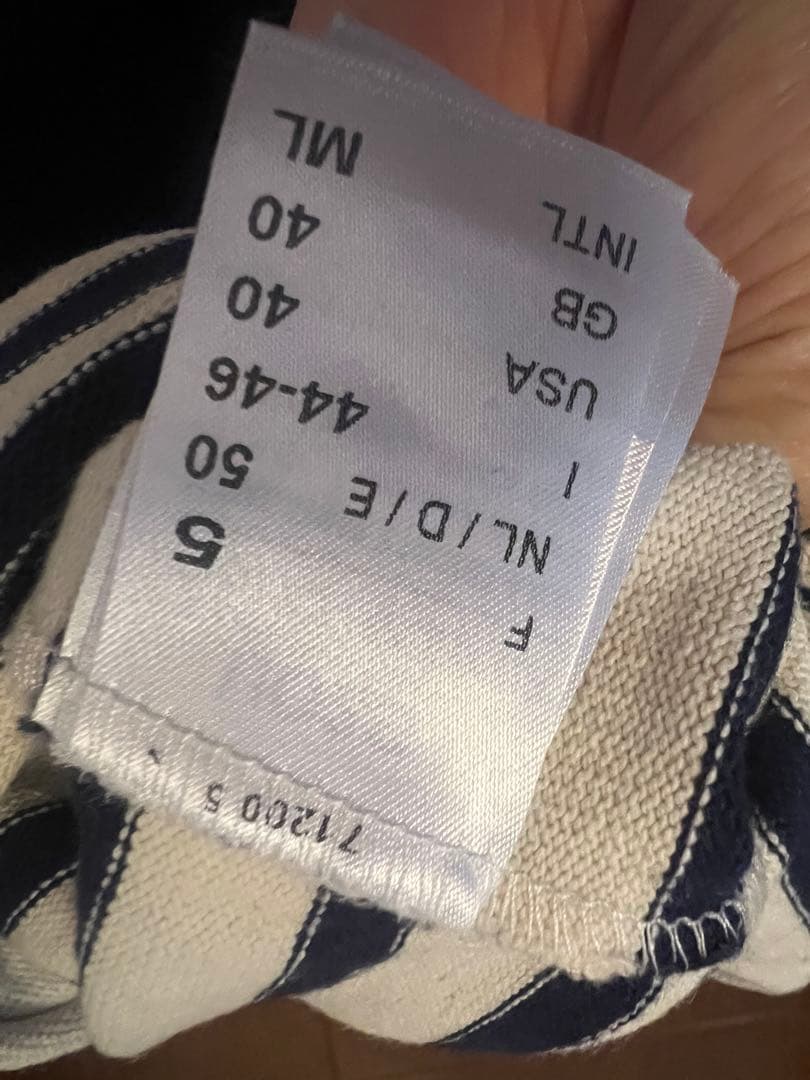 71200 5
F 5
NL / D / E 50
I 44-46
USA 40
GB 40
INTL ML